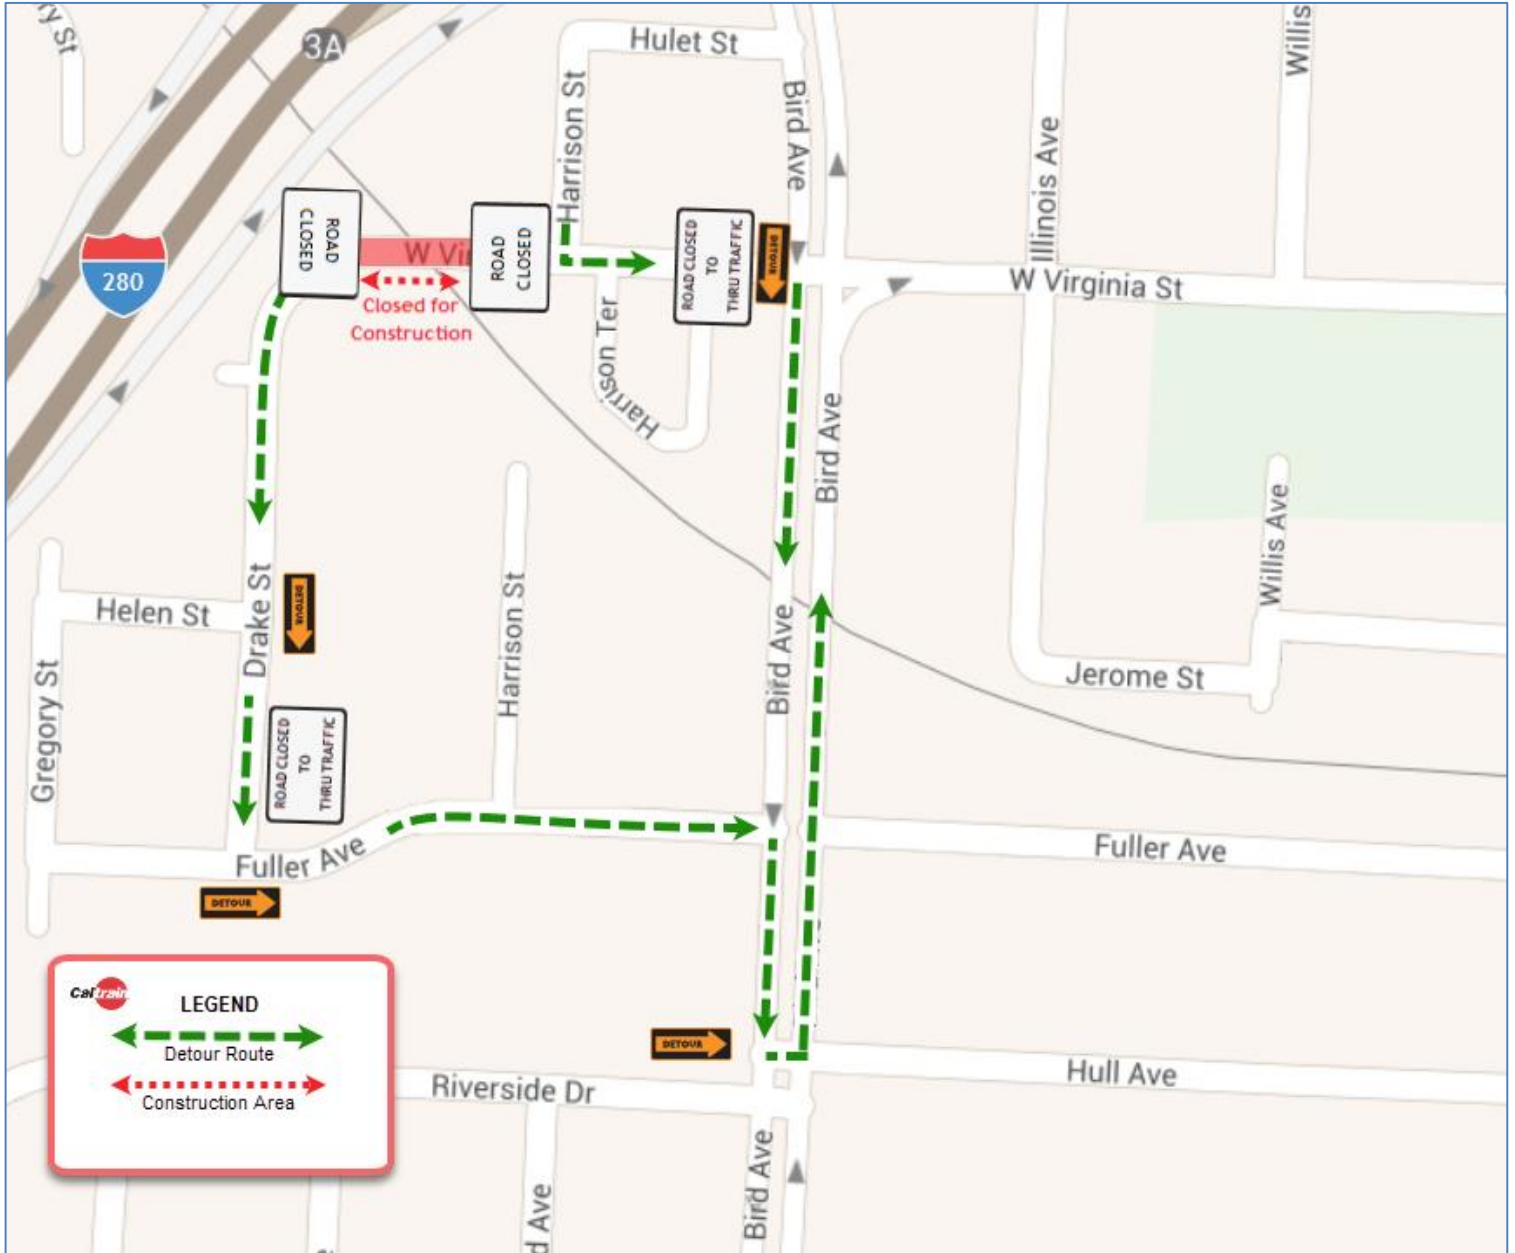 ry St
3A
Hulet St
Willis
Harrison St
Bird Ave
Illinois Ave
ROAD
CLOSED
W Vi
ROAD
CLOSED
ROAD CLOSED
TO
THRU TRAFFIC
DETOUR
280
W Virginia St
Closed for
Construction
Harrison Ter
Bird Ave
Willis Ave
Helen St
Drake St
DETOUR
Harrison St
Bird Ave
Jerome St
Gregory St
ROAD CLOSED
TO
THRU TRAFFIC
Fuller Ave
Fuller Ave
DETOUR
Caltrain
LEGEND
Detour Route
Construction Area
DETOUR
Hull Ave
Riverside Dr
Bird Ave
d Ave